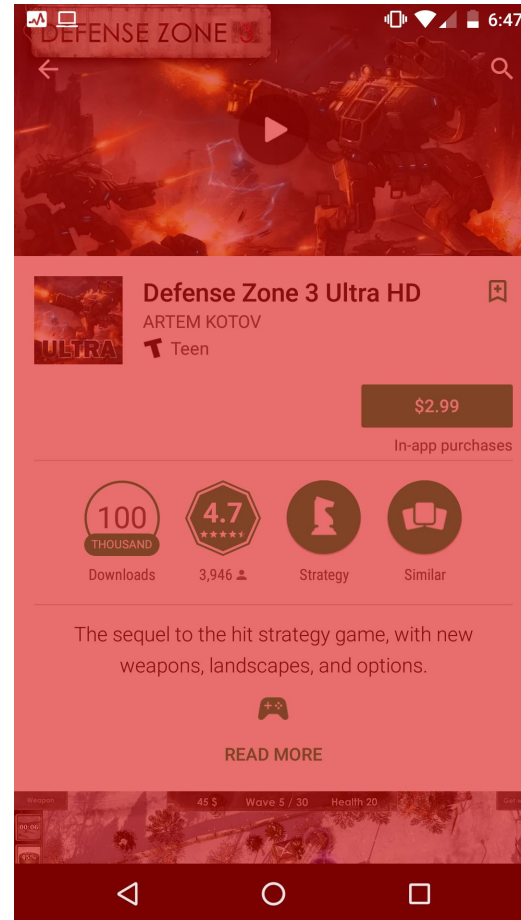 6:47
DEFENSE ZONE 3
Defense Zone 3 Ultra HD
ULTRA
ARTEM KOTOV
Teen
$2.99
In-app purchases
100
THOUSAND
Downloads
4.7
3,946
Strategy
Similar
The sequel to the hit strategy game, with new
weapons, landscapes, and options.
READ MORE
Weapon
45 $
Wave 5 / 30
Health 20
00:06